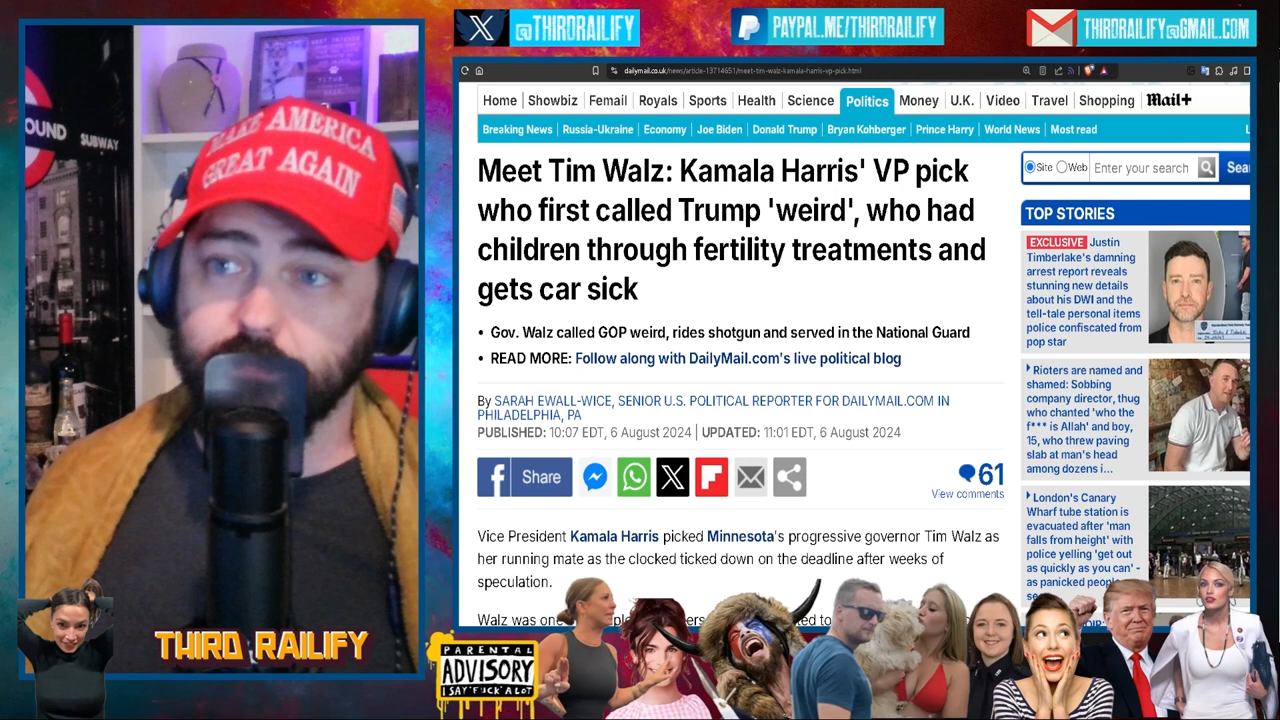 @THIRDRAILIFY
PAYPAL.ME/THIRDRAILIFY
THIRDRAILIFY@GMAIL.COM
OUND
SUBWAY
MAKE AMERICA
GREAT AGAIN
THIRD RAILIFY
dailymail.co.uk/news/article-13714651/meet-tim-walz-kamala-harris-vp-pick.html
Home Showbiz Femail Royals Sports Health Science Politics Money U.K. Video Travel Shopping Mail+
Breaking News Russia-Ukraine Economy Joe Biden Donald Trump Bryan Kohberger Prince Harry World News Most read
Meet Tim Walz: Kamala Harris' VP pick
who first called Trump 'weird', who had
children through fertility treatments and
gets car sick
• Gov. Walz called GOP weird, rides shotgun and served in the National Guard
• READ MORE: Follow along with DailyMail.com's live political blog
By SARAH EWALL-WICE, SENIOR U.S. POLITICAL REPORTER FOR DAILYMAIL.COM IN
PHILADELPHIA, PA
PUBLISHED: 10:07 EDT, 6 August 2024 | UPDATED: 11:01 EDT, 6 August 2024
Share
61
View comments
Vice President Kamala Harris picked Minnesota's progressive governor Tim Walz as
her running mate as the clocked ticked down on the deadline after weeks of
speculation.
Walz was one
Site Web Enter your search Sea
TOP STORIES
EXCLUSIVE Justin
Timberlake's damning
arrest report reveals
stunning new details
about his DWI and the
tell-tale personal items
police confiscated from
pop star
Rioters are named and
shamed: Sobbing
company director, thug
who chanted 'who the
f*** is Allah' and boy,
15, who threw paving
slab at man's head
among dozens i...
London's Canary
Wharf tube station is
evacuated after 'man
falls from height' with
police yelling 'get out
as quickly as you can' -
as panicked
PARENTAL
ADVISORY
I SAY 'F*UCK' ALOT